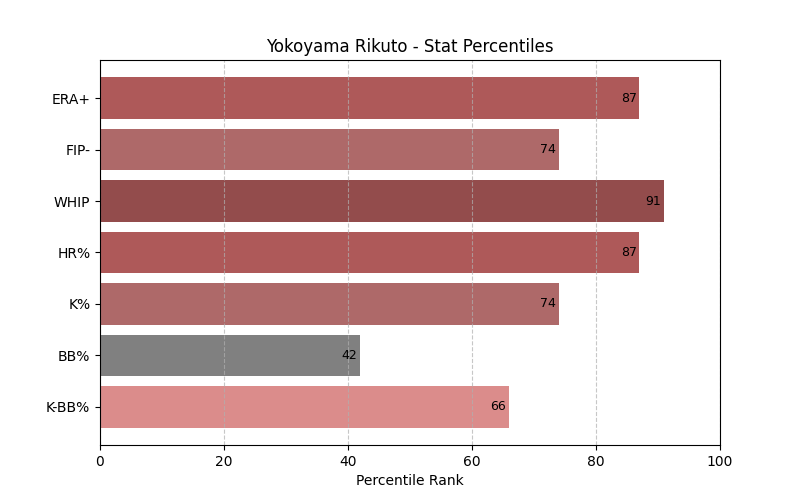 Yokoyama Rikuto - Stat Percentiles
ERA+ 87
FIP- 74
WHIP 91
HR% 87
K% 74
BB% 42
K-BB% 66
0 20 40 60 80 100
Percentile Rank